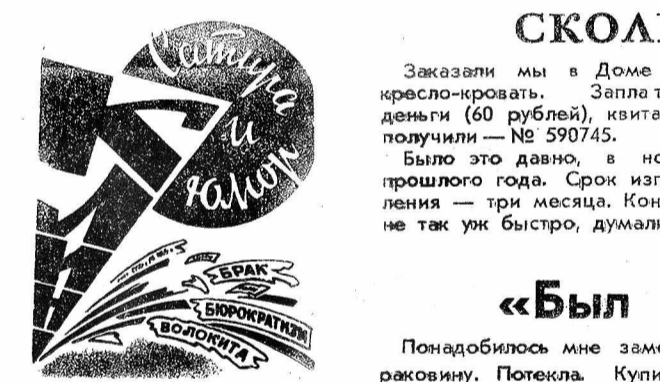 Сатира
и
юмор
БРАК
БЮРОКРАТИЗМ
ВОЛОКИТА
СКОЛ
Заказали мы в Доме
кресло-кровать. Заплат
деньги (60 рублей), квита
получили — № 590745.
Было это давно, в но
прошлого года. Срок изг
ления — три месяца. Кон
не так уж быстро, думал
«Был
Понадобилось мне заме
раковину. Потекла. Купи